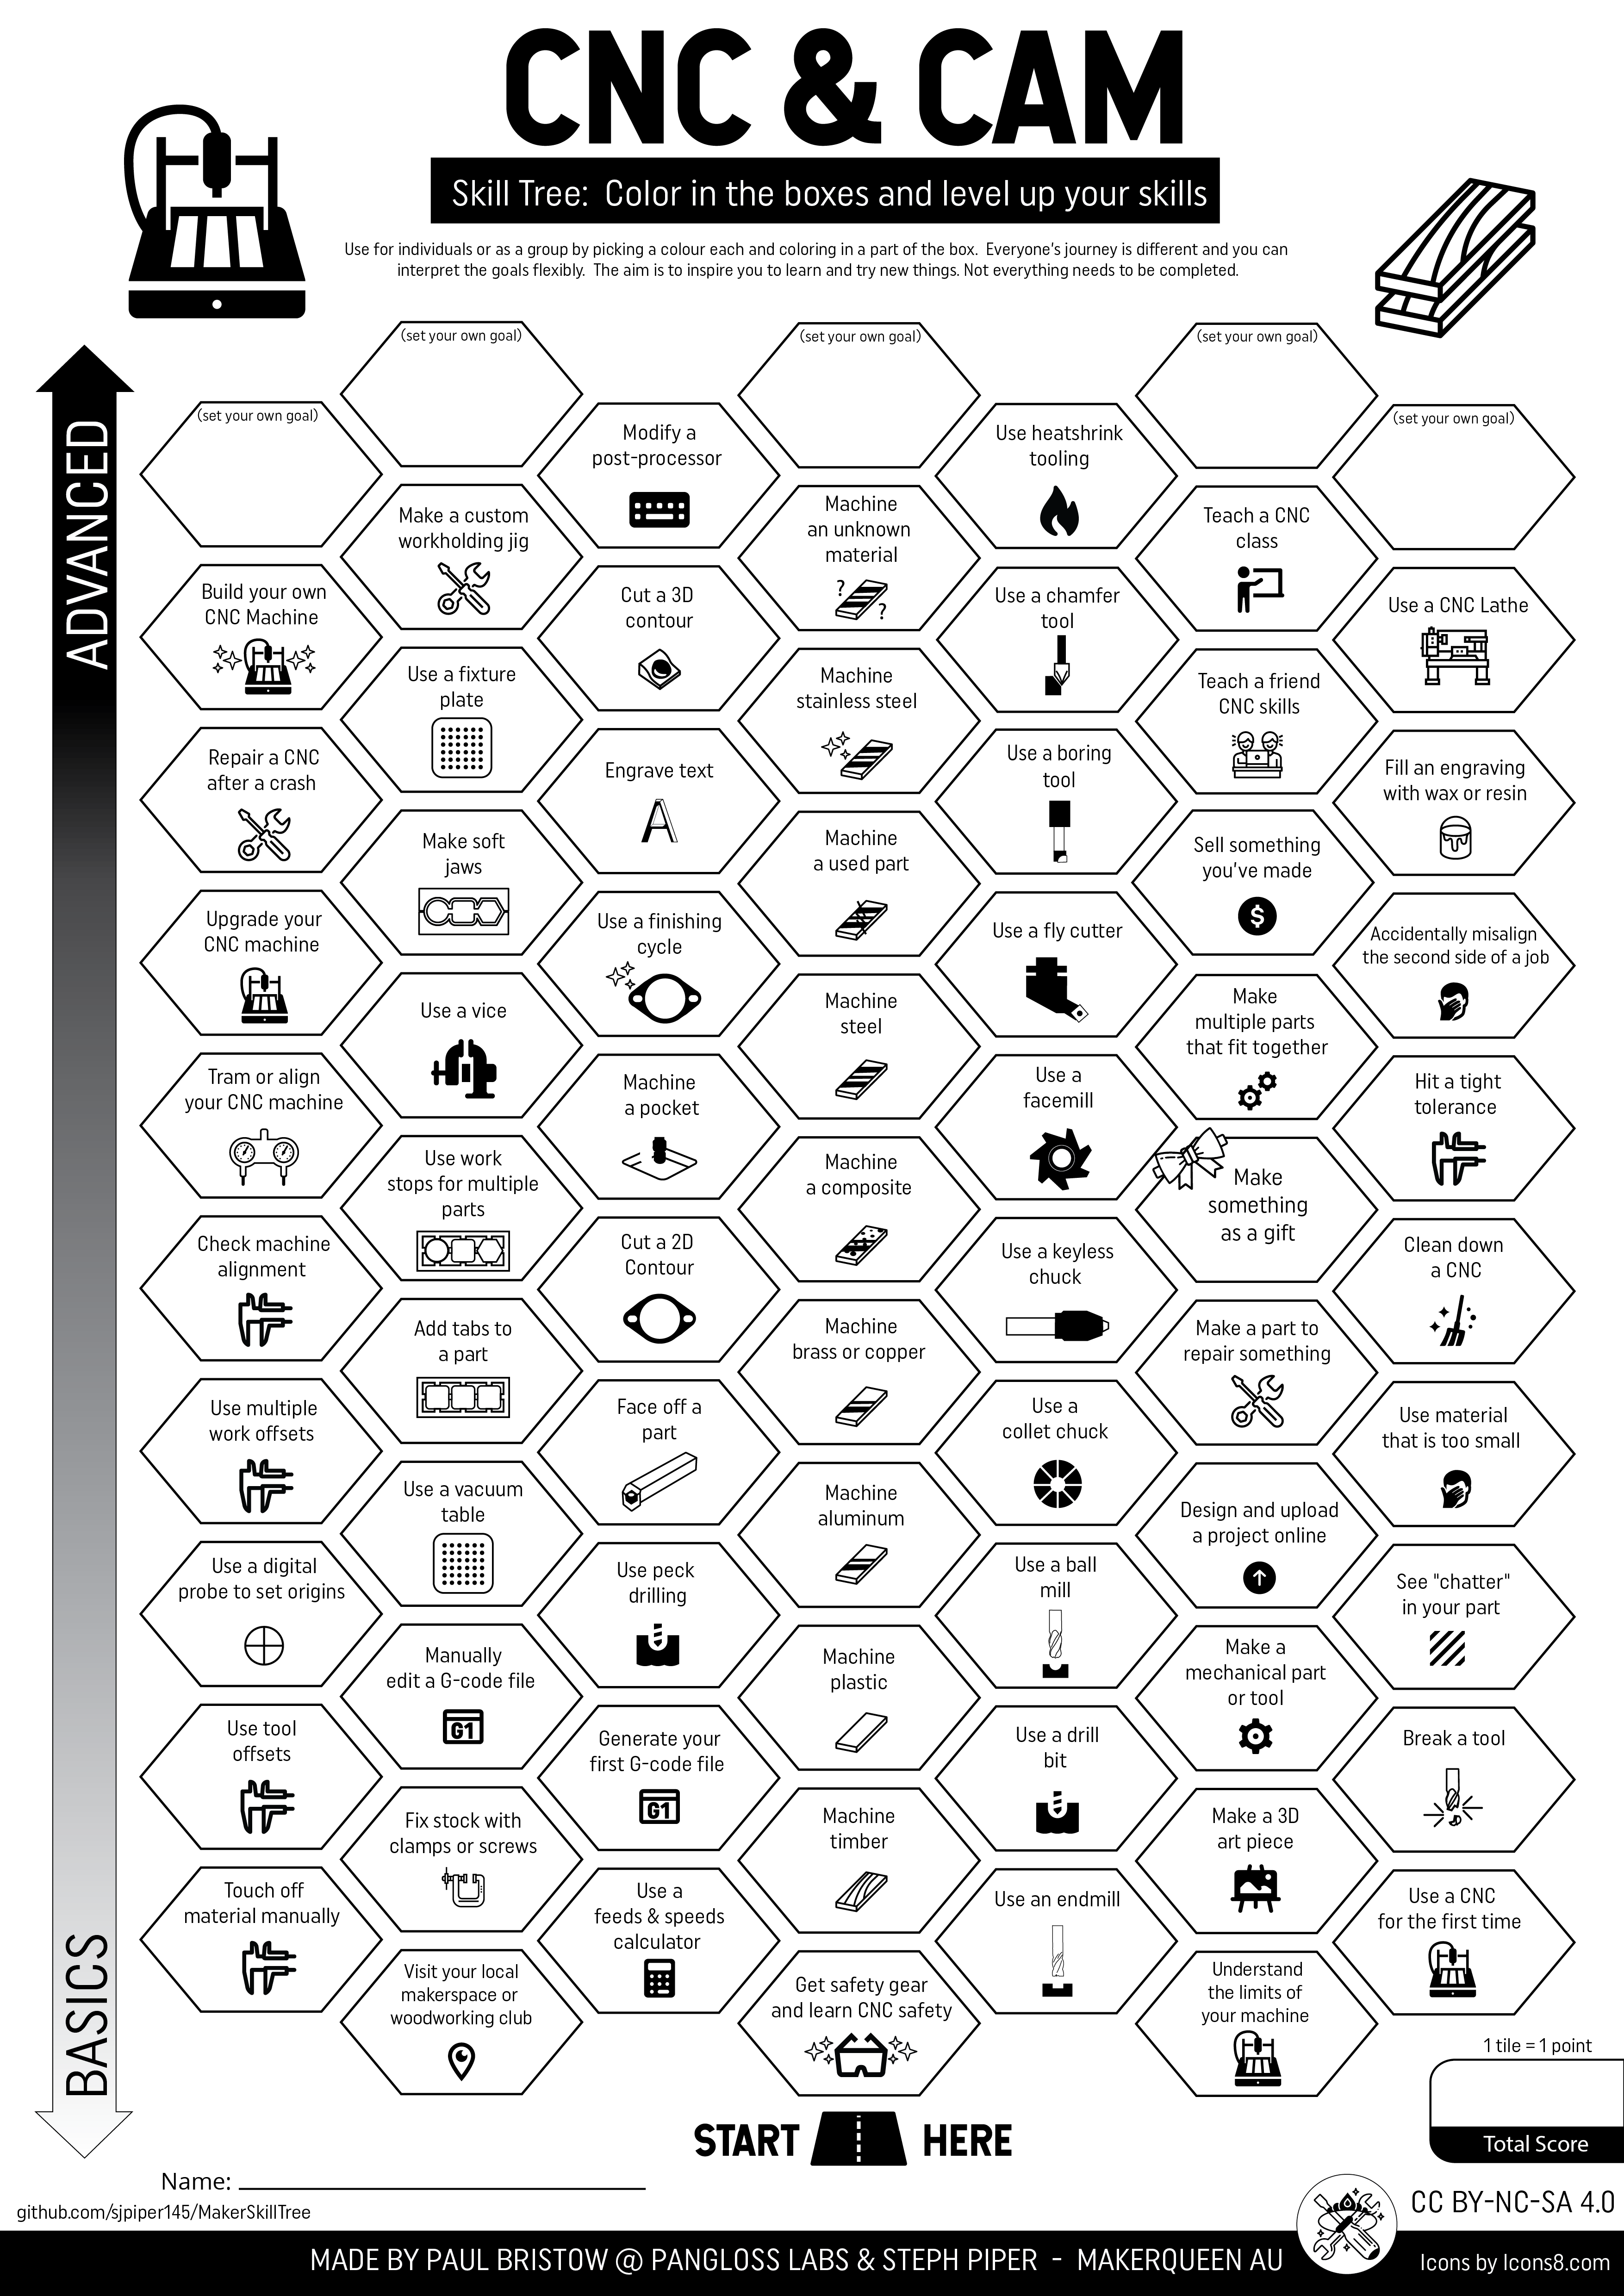 CNC & CAM
Skill Tree:  Color in the boxes and level up your skills
Use for individuals or as a group by picking a colour each and coloring in a part of the box.  Everyone's journey is different and you can
interpret the goals flexibly.  The aim is to inspire you to learn and try new things. Not everything needs to be completed.
ADVANCED
BASICS
(set your own goal)
(set your own goal)
(set your own goal)
(set your own goal)
(set your own goal)
Modify a
post-processor
Use heatshrink
tooling
Make a custom
workholding jig
Machine
an unknown
material
?
?
Teach a CNC
class
Build your own
CNC Machine
Cut a 3D
contour
Use a chamfer
tool
Use a CNC Lathe
Use a fixture
plate
Machine
stainless steel
Teach a friend
CNC skills
Repair a CNC
after a crash
Engrave text
A
Use a boring
tool
Fill an engraving
with wax or resin
Make soft
jaws
Machine
a used part
Sell something
you've made
$
Upgrade your
CNC machine
Use a finishing
cycle
Use a fly cutter
Accidentally misalign
the second side of a job
Use a vice
Machine
steel
Make
multiple parts
that fit together
Tram or align
your CNC machine
Machine
a pocket
Use a
facemill
Hit a tight
tolerance
Use work
stops for multiple
parts
Machine
a composite
Make
something
as a gift
Check machine
alignment
Cut a 2D
Contour
Use a keyless
chuck
Clean down
a CNC
Add tabs to
a part
Machine
brass or copper
Make a part to
repair something
Use multiple
work offsets
Face off a
part
Use a
collet chuck
Use material
that is too small
Use a vacuum
table
Machine
aluminum
Design and upload
a project online
Use a digital
probe to set origins
Use peck
drilling
Use a ball
mill
See "chatter"
in your part
Manually
edit a G-code file
G1
Machine
plastic
Make a
mechanical part
or tool
Use tool
offsets
Generate your
first G-code file
G1
Use a drill
bit
Break a tool
Fix stock with
clamps or screws
Machine
timber
Make a 3D
art piece
Touch off
material manually
Use a
feeds & speeds
calculator
Use an endmill
Use a CNC
for the first time
Visit your local
makerspace or
woodworking club
Get safety gear
and learn CNC safety
Understand
the limits of
your machine
1 tile = 1 point
Total Score
START HERE
Name:
github.com/sjpiper145/MakerSkillTree
CC BY-NC-SA 4.0
MADE BY PAUL BRISTOW @ PANGLOSS LABS & STEPH PIPER  -  MAKERQUEEN AU
Icons by Icons8.com